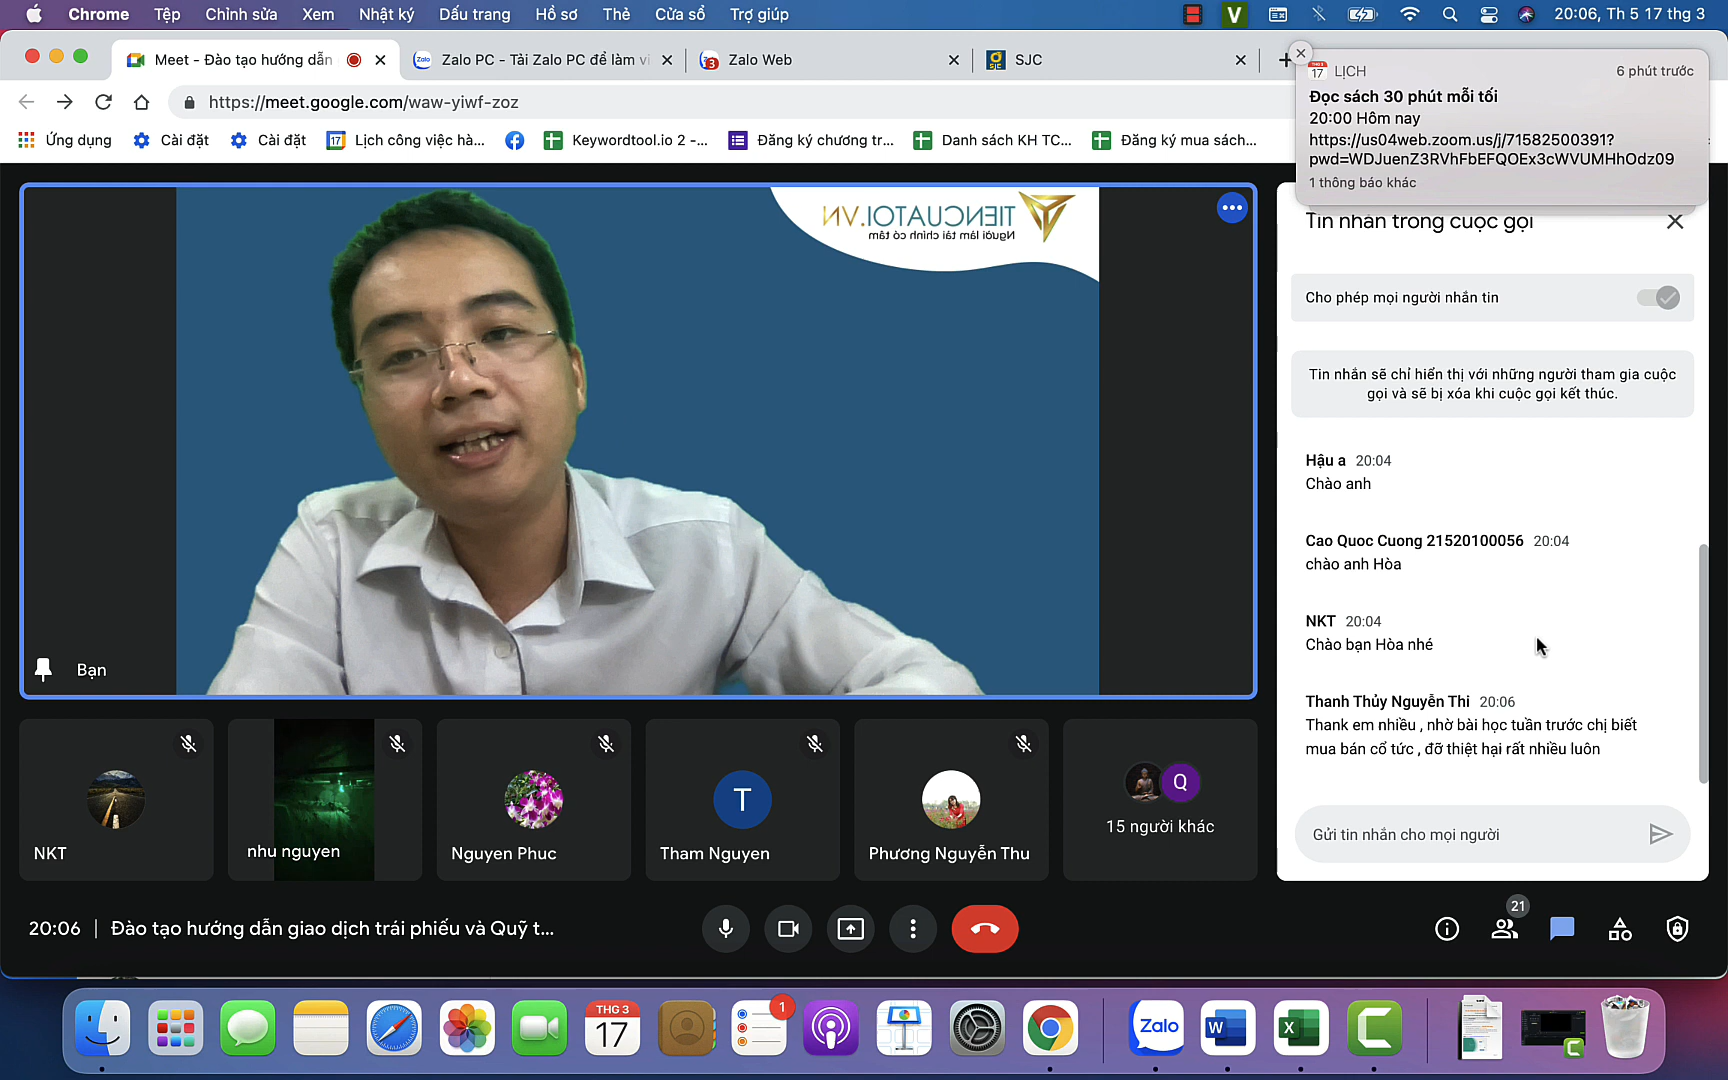 Chrome Tệp Chỉnh sửa Xem Nhật ký Dấu trang Hồ sơ Thẻ Cửa sổ Trợ giúp
V
20:06, Th 5 17 thg 3
Meet - Đào tạo hướng dẫn
Zalo PC - Tải Zalo PC để làm vi
Zalo Web
SJC
https://meet.google.com/waw-yiwf-zoz
Ứng dụng
Cài đặt
Cài đặt
Lịch công việc hà...
Keywordtool.io 2 -...
Đăng ký chương tr...
Danh sách KH TC...
Đăng ký mua sách...
LỊCH
6 phút trước
Đọc sách 30 phút mỗi tối
20:00 Hôm nay
https://us04web.zoom.us/j/71582500391?
pwd=WDJuenZ3RVhFbEFQOEx3cWVUMHhOdz09
1 thông báo khác
TIENCUATOI.VN
Người làm tài chính có tâm
Bạn
Tin nhắn trong cuộc gọi
Cho phép mọi người nhắn tin
Tin nhắn sẽ chỉ hiển thị với những người tham gia cuộc
gọi và sẽ bị xóa khi cuộc gọi kết thúc.
Hậu a 20:04
Chào anh
Cao Quoc Cuong 21520100056 20:04
chào anh Hòa
NKT 20:04
Chào bạn Hòa nhé
Thanh Thủy Nguyễn Thi 20:06
Thank em nhiều , nhờ bài học tuần trước chị biết
mua bán cổ tức , đỡ thiệt hại rất nhiều luôn
Gửi tin nhắn cho mọi người
NKT
nhu nguyen
Nguyen Phuc
T
Tham Nguyen
Phương Nguyễn Thu
Q
15 người khác
20:06 | Đào tạo hướng dẫn giao dịch trái phiếu và Quỹ t...
21
THG 3
17
1
Zalo
W
X
C